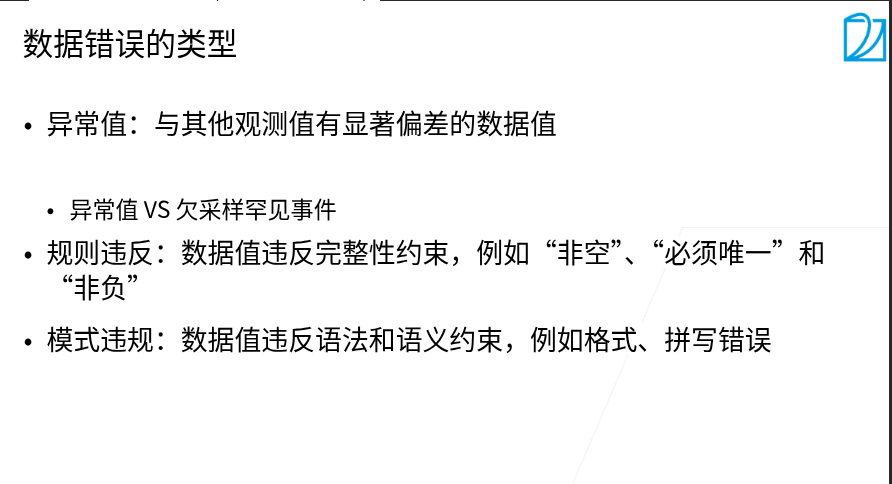 数据错误的类型
• 异常值：与其他观测值有显著偏差的数据值
• 异常值 VS 欠采样罕见事件
• 规则违反：数据值违反完整性约束，例如“非空”、“必须唯一”和
“非负”
• 模式违规：数据值违反语法和语义约束，例如格式、拼写错误